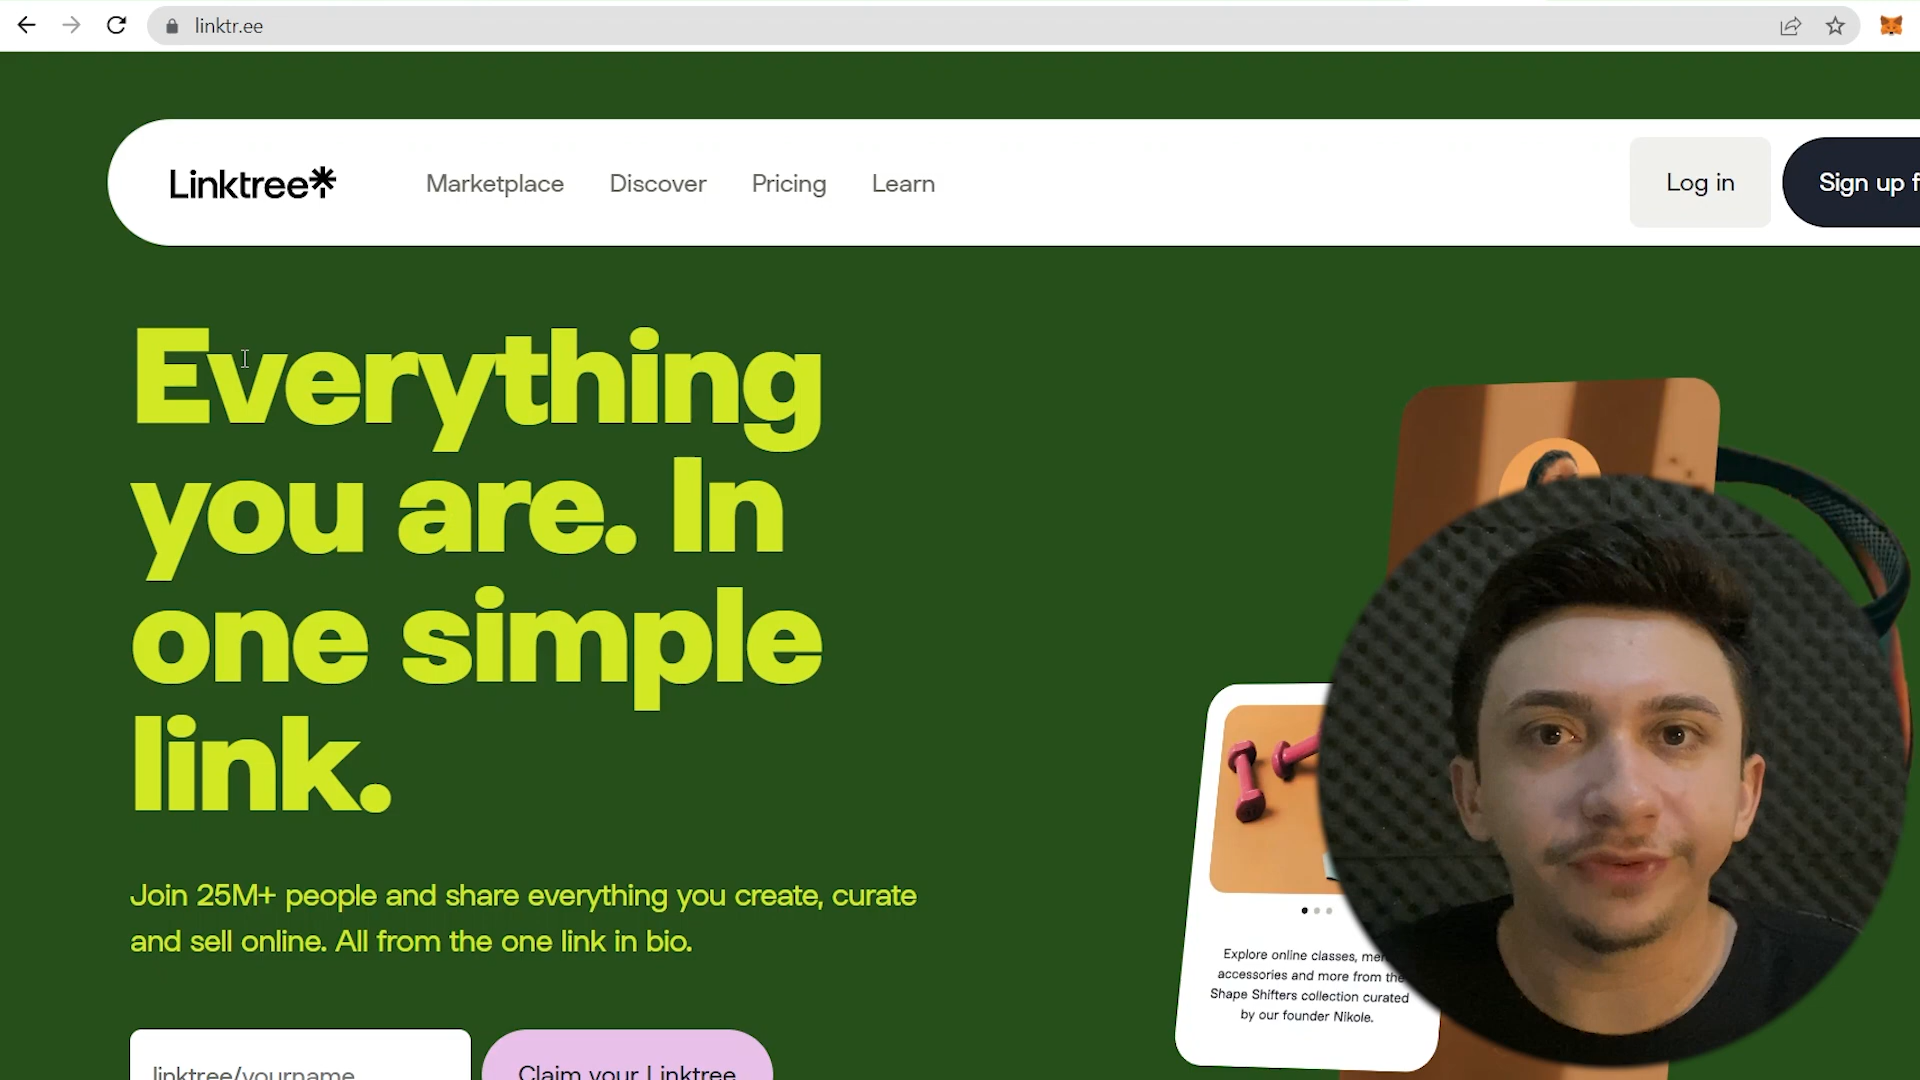 linktr.ee
Linktree*
Marketplace
Discover
Pricing
Learn
Log in
Sign up f
Everything
you are. In
one simple
link.
Join 25M+ people and share everything you create, curate
and sell online. All from the one link in bio.
linktree/yourname
Claim your Linktree
Explore online classes, mer
accessories and more from the
Shape Shifters collection curated
by our founder Nikole.